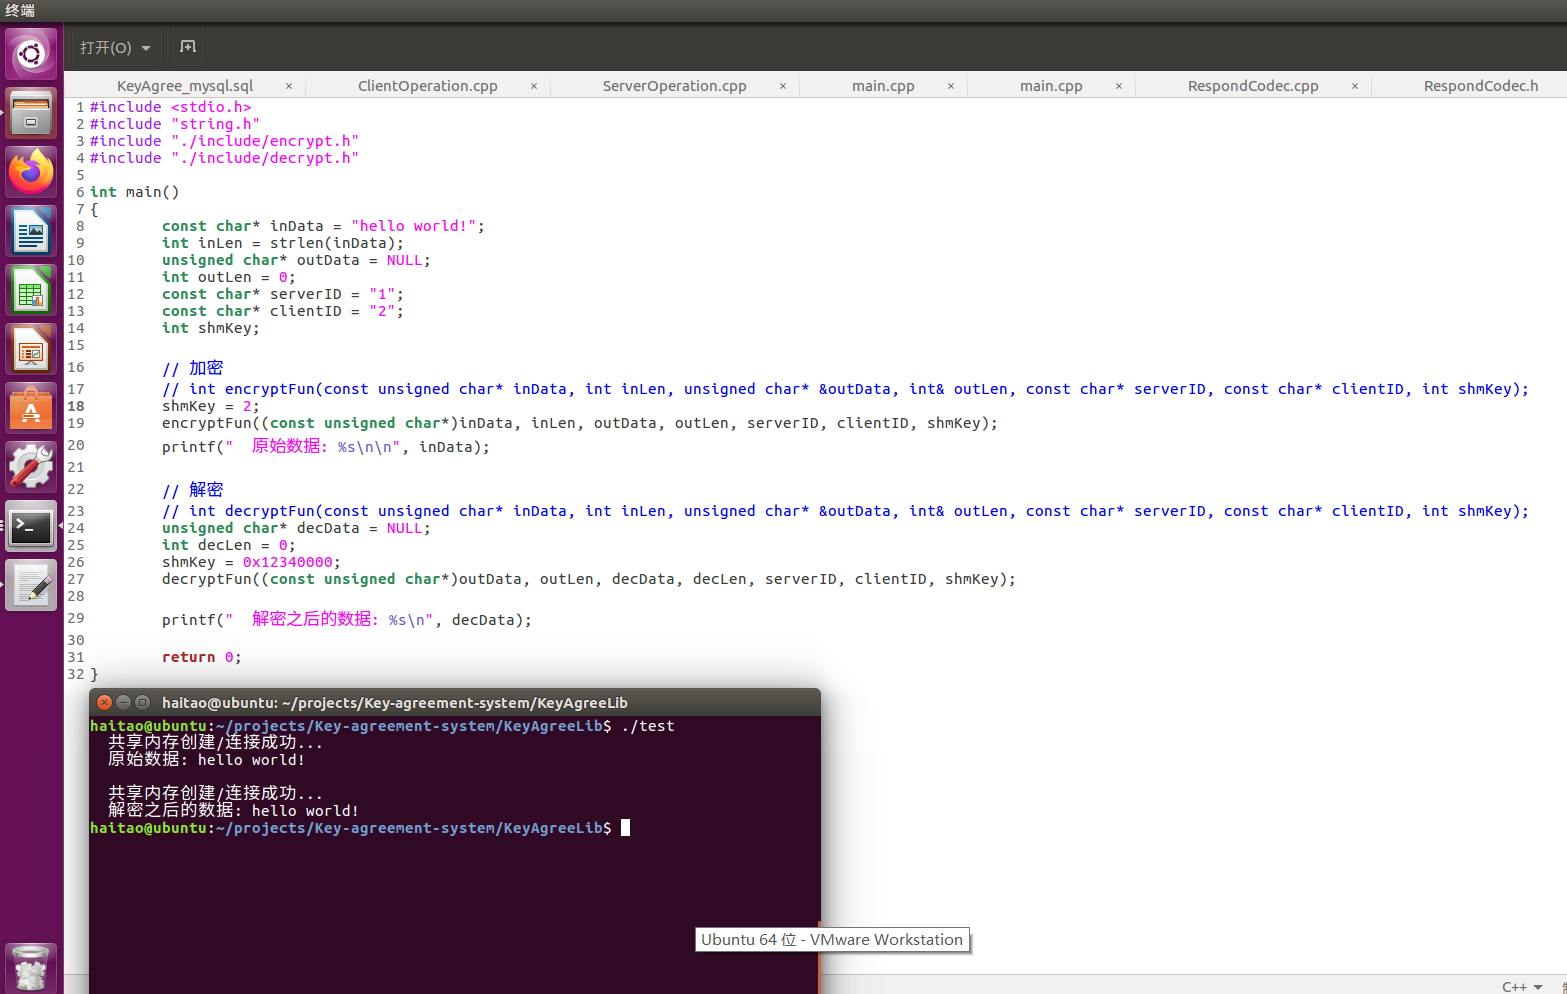 终端
打开(O)
KeyAgree_mysql.sql × ClientOperation.cpp × ServerOperation.cpp × main.cpp × main.cpp × RespondCodec.cpp × RespondCodec.h
1 #include <stdio.h>
2 #include "string.h"
3 #include "./include/encrypt.h"
4 #include "./include/decrypt.h"
5
6 int main()
7 {
8 const char* inData = "hello world!";
9 int inLen = strlen(inData);
10 unsigned char* outData = NULL;
11 int outLen = 0;
12 const char* serverID = "1";
13 const char* clientID = "2";
14 int shmKey;
15
16 // 加密
17 // int encryptFun(const unsigned char* inData, int inLen, unsigned char* &outData, int& outLen, const char* serverID, const char* clientID, int shmKey);
18 shmKey = 2;
19 encryptFun((const unsigned char*)inData, inLen, outData, outLen, serverID, clientID, shmKey);
20 printf("  原始数据: %s\n\n", inData);
21
22 // 解密
23 // int decryptFun(const unsigned char* inData, int inLen, unsigned char* &outData, int& outLen, const char* serverID, const char* clientID, int shmKey);
24 unsigned char* decData = NULL;
25 int decLen = 0;
26 shmKey = 0x12340000;
27 decryptFun((const unsigned char*)outData, outLen, decData, decLen, serverID, clientID, shmKey);
28
29 printf("  解密之后的数据: %s\n", decData);
30
31 return 0;
32 }
haitao@ubuntu: ~/projects/Key-agreement-system/KeyAgreeLib
haitao@ubuntu:~/projects/Key-agreement-system/KeyAgreeLib$ ./test
共享内存创建/连接成功...
原始数据: hello world!
共享内存创建/连接成功...
解密之后的数据: hello world!
haitao@ubuntu:~/projects/Key-agreement-system/KeyAgreeLib$
Ubuntu 64 位 - VMware Workstation
C++